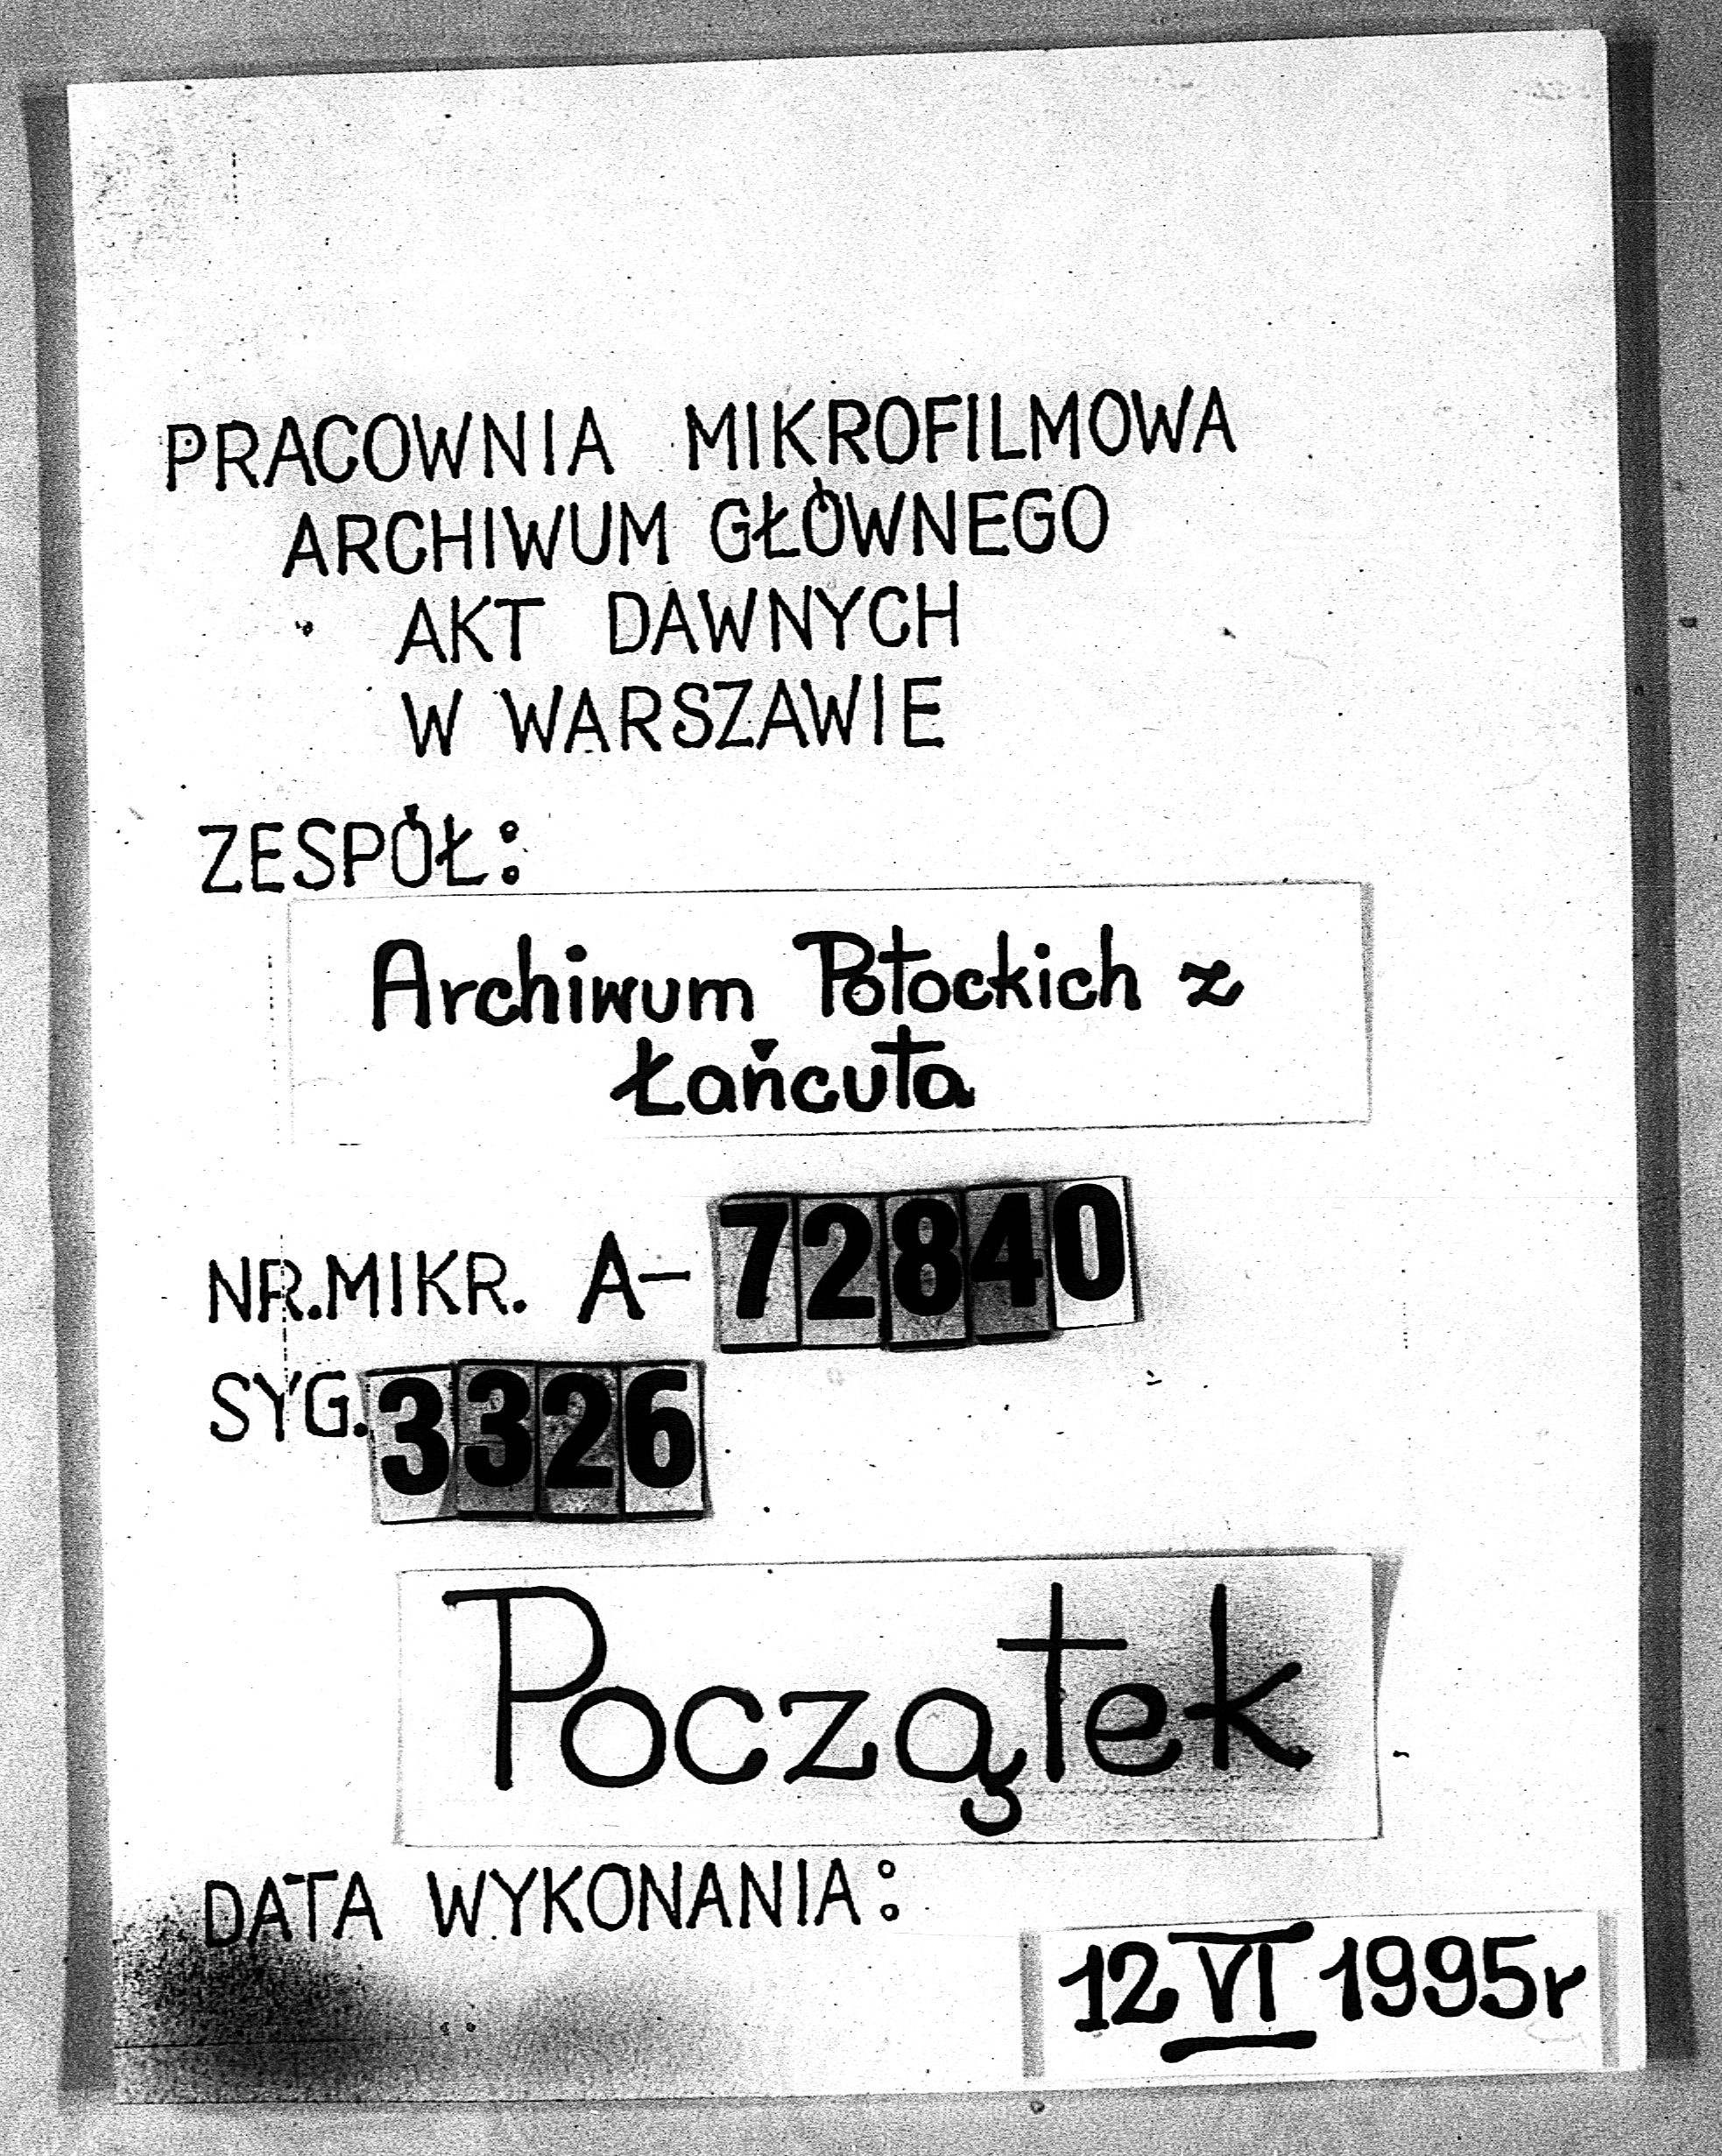 PRACOWNIA MIKROFILMOWA
ARCHIWUM GŁÓWNEGO
AKT DAWNYCH
W WARSZAWIE
ZESPÓŁ:
Archiwum Potockich z
Łańcuta
NR. MIKR. A-72840
SYG. 3326
Początek
DATA WYKONANIA:
12 VI 1995r